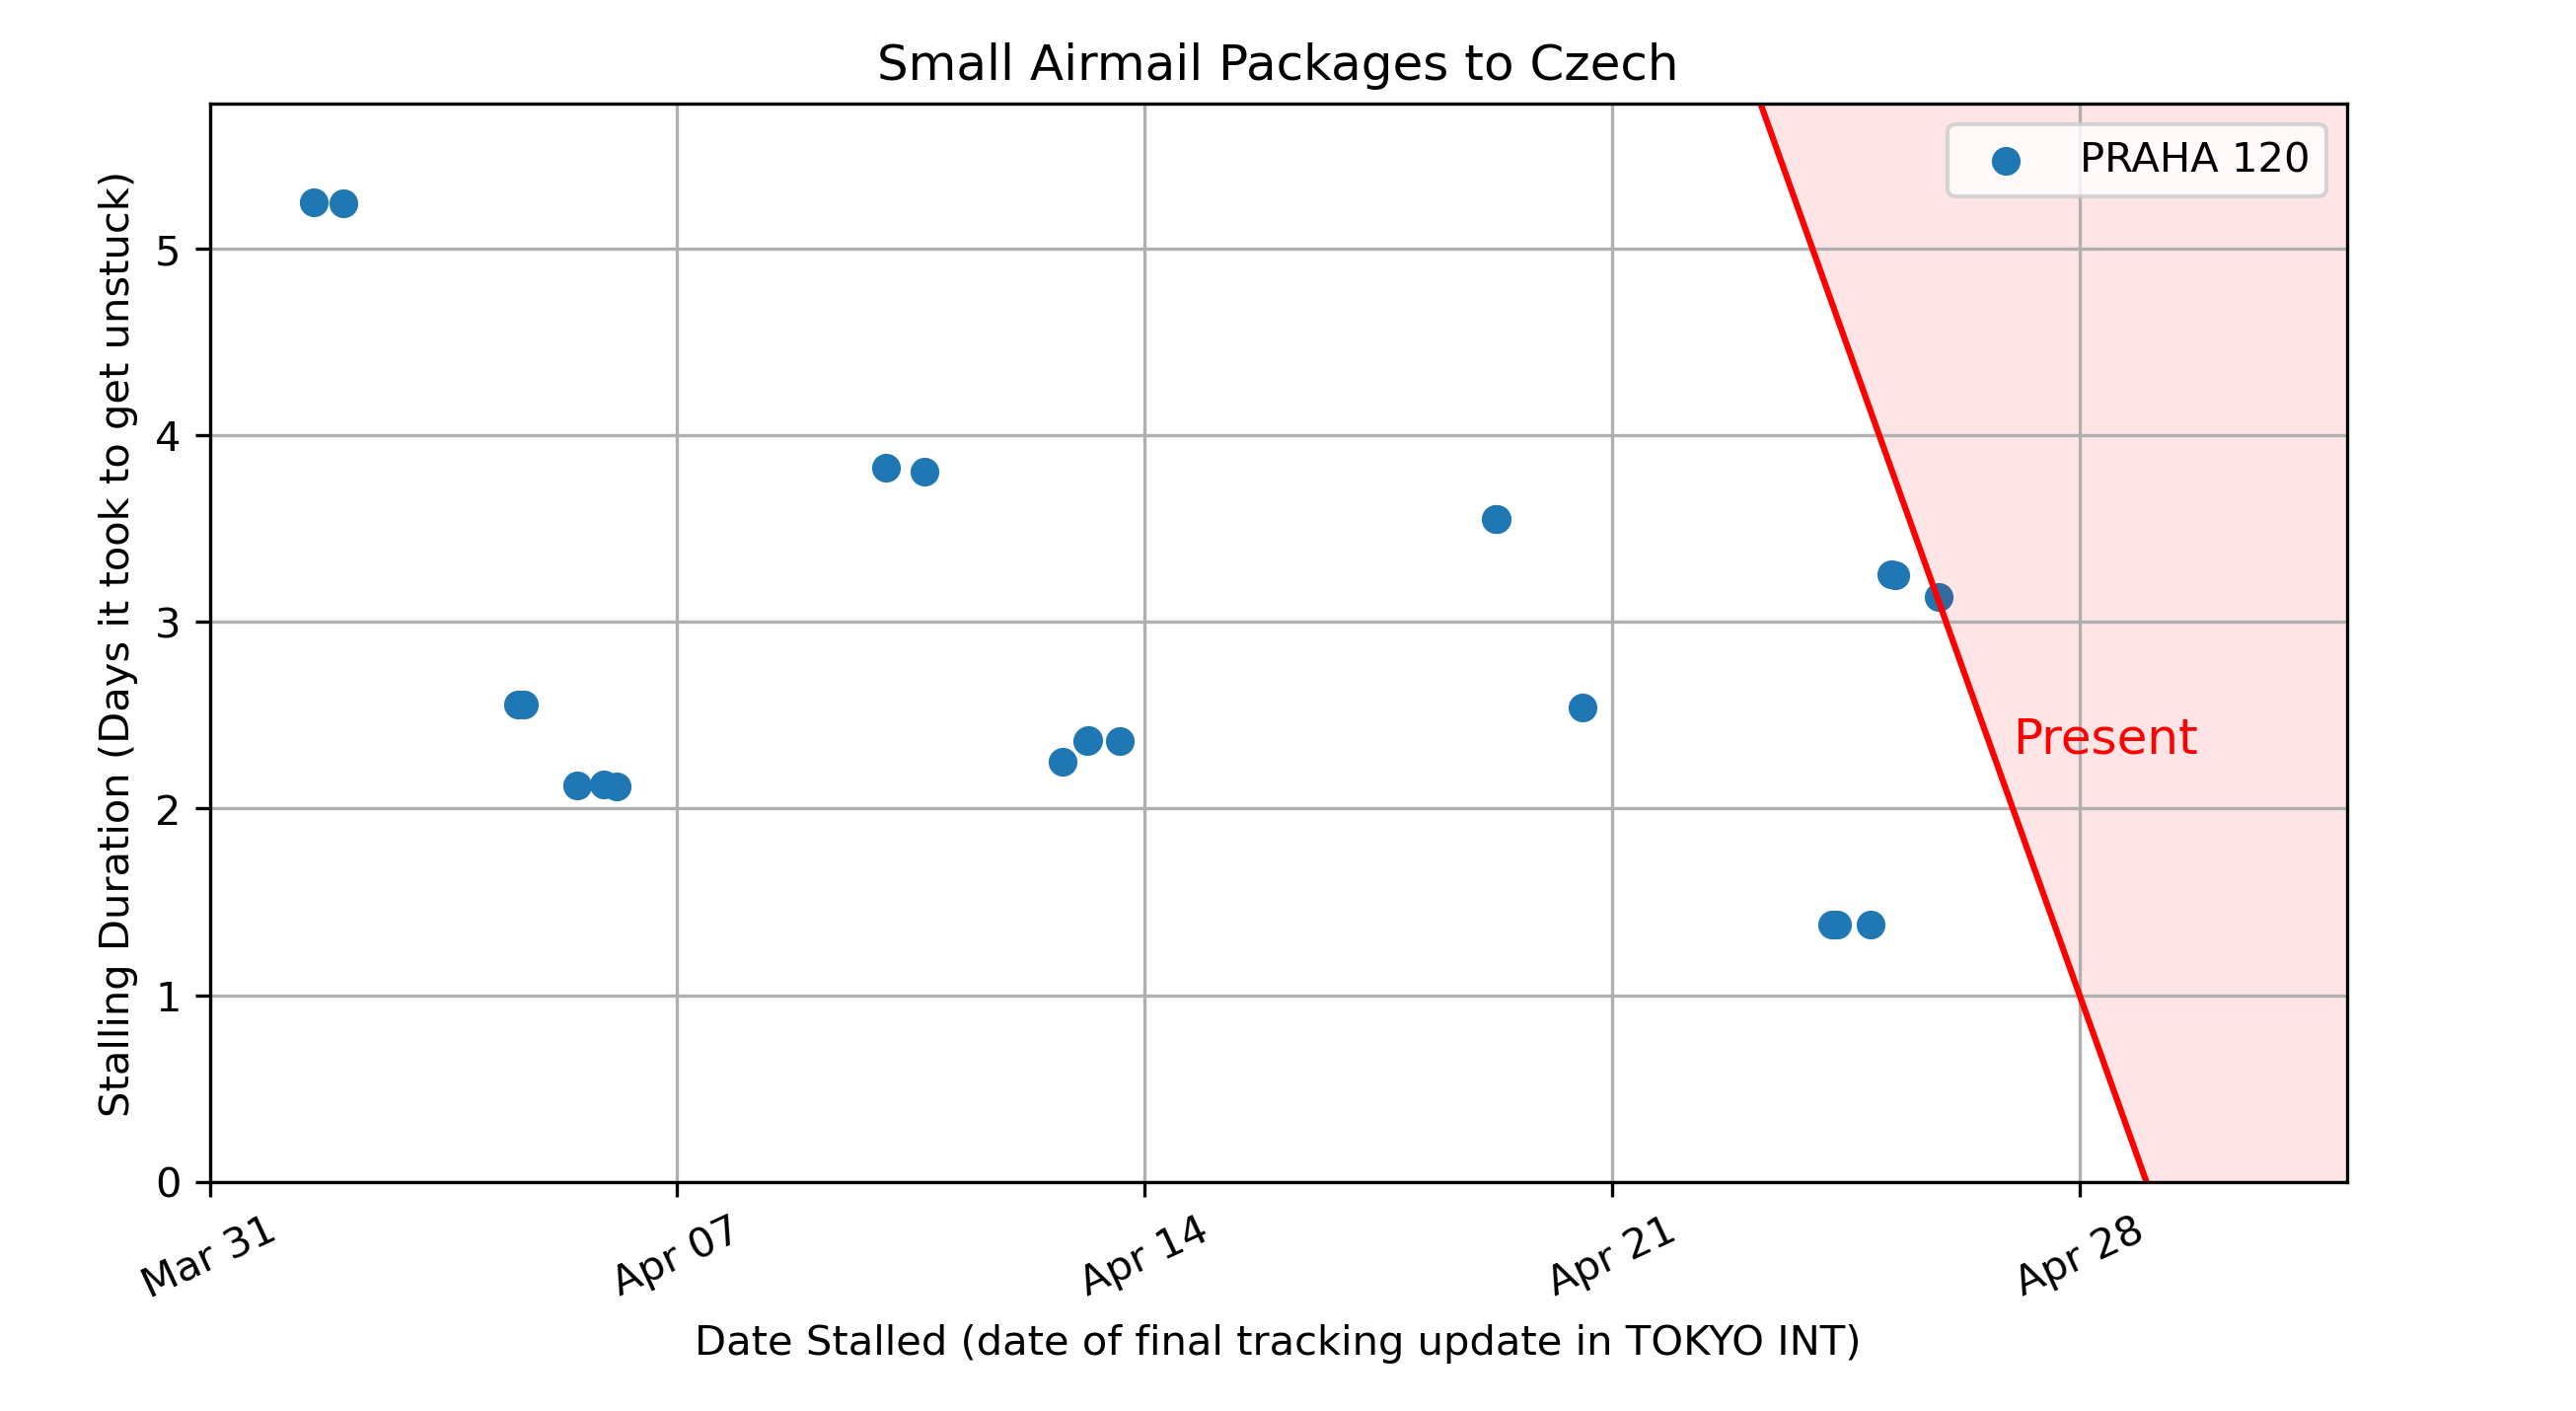 Small Airmail Packages to Czech
PRAHA 120
Stalling Duration (Days it took to get unstuck)
5
4
3
2
1
0
Present
Mar 31
Apr 07
Apr 14
Apr 21
Apr 28
Date Stalled (date of final tracking update in TOKYO INT)